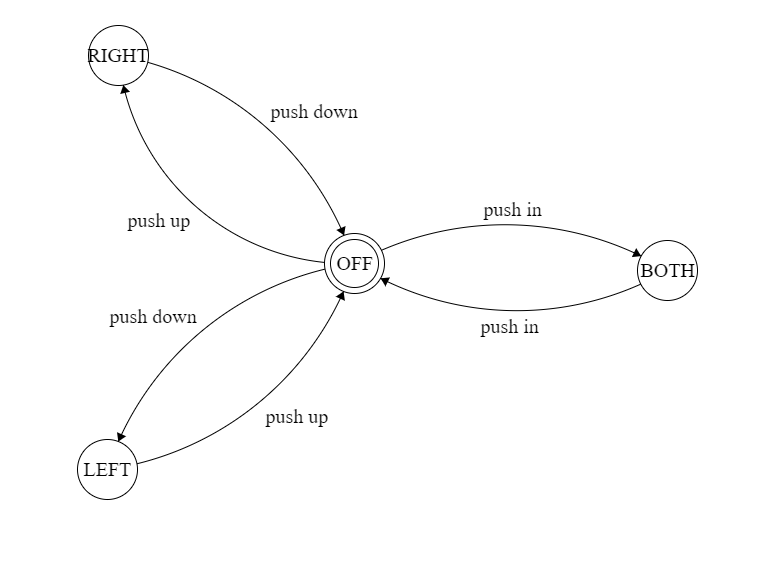 RIGHT
push down
push up
push in
OFF
BOTH
push down
push in
push up
LEFT